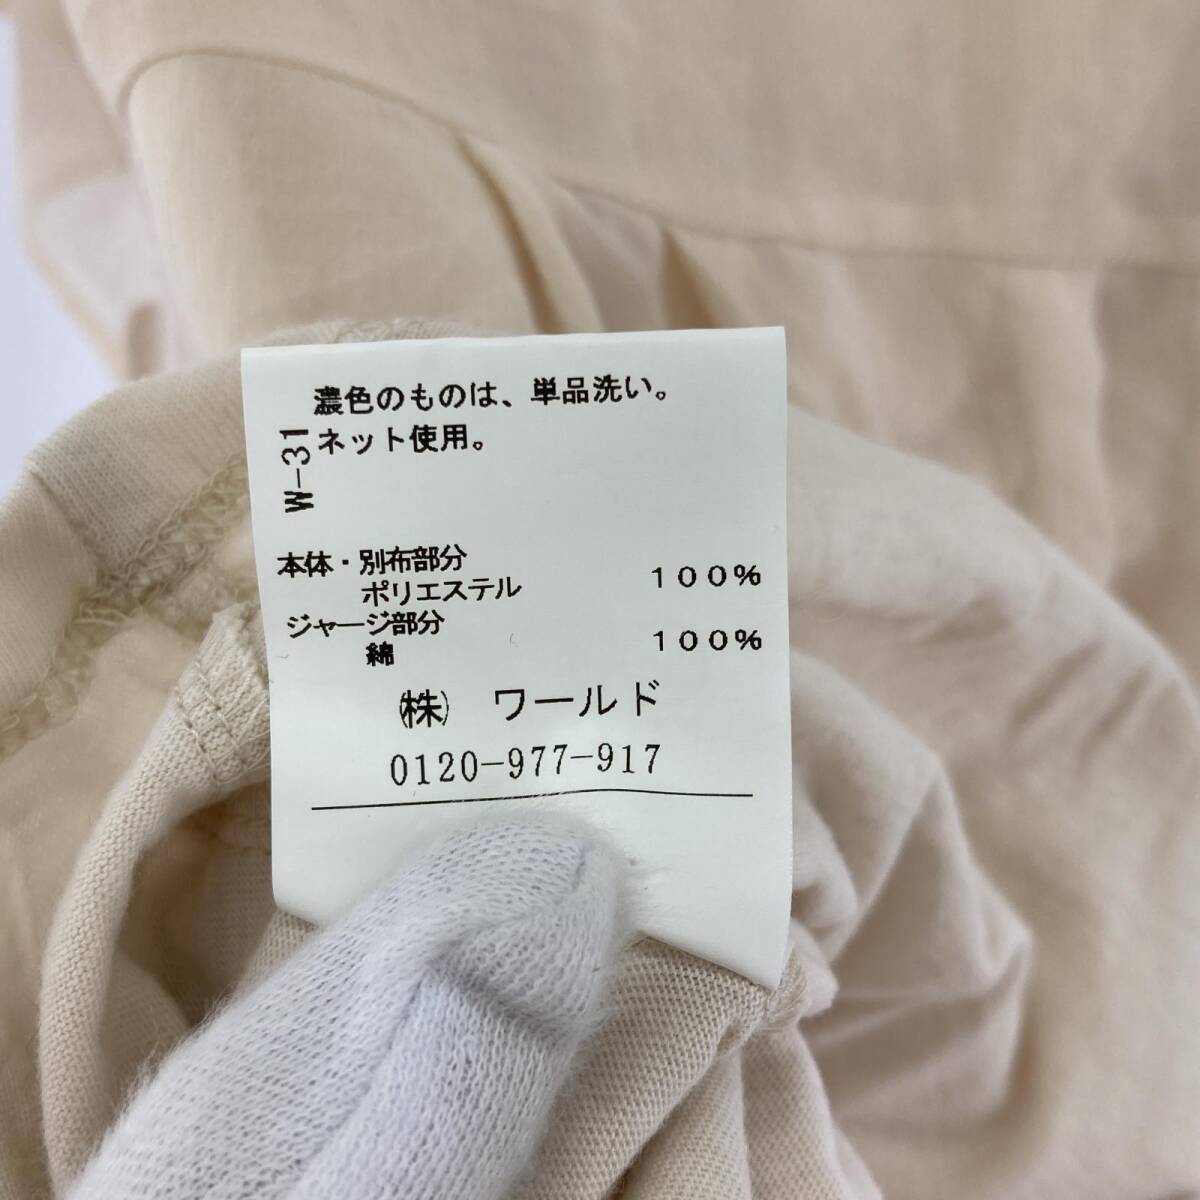 濃色のものは、単品洗い。
ネット使用。
W-31
本体・別布部分
ポリエステル 100%
ジャージ部分
綿 100%
㈱ ワールド
0120-977-917